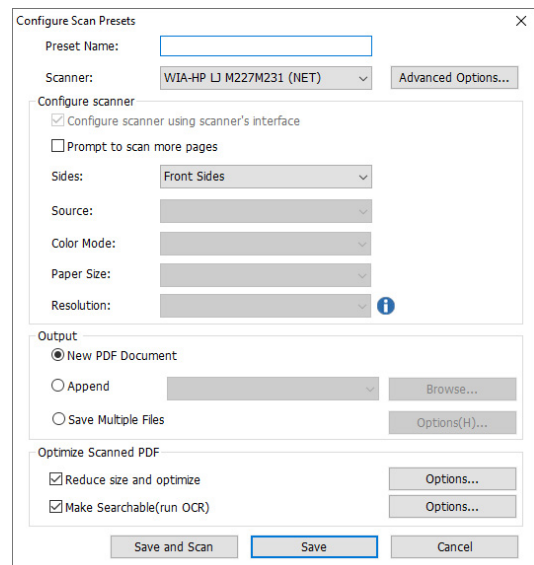 Configure Scan Presets
Preset Name:
Scanner: WIA-HP LJ M227M231 (NET) Advanced Options...
Configure scanner
Configure scanner using scanner's interface
Prompt to scan more pages
Sides: Front Sides
Source:
Color Mode:
Paper Size:
Resolution:
Output
New PDF Document
Append Browse...
Save Multiple Files Options(H)...
Optimize Scanned PDF
Reduce size and optimize Options...
Make Searchable(run OCR) Options...
Save and Scan Save Cancel